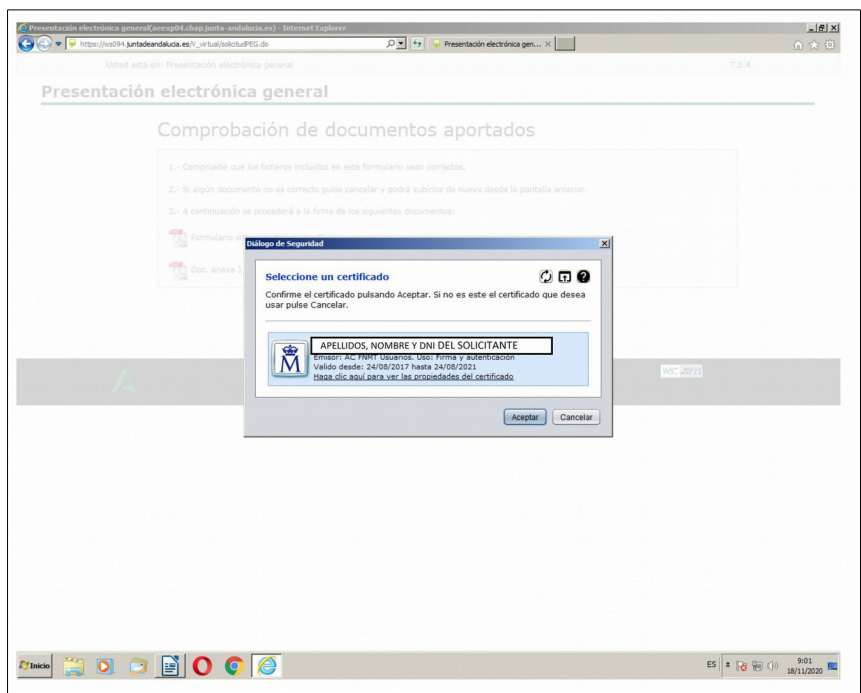 Presentación electrónica general(aeexp04.chap.junta-andalucia.es) - Internet Explorer
https://ws094.juntadeandalucia.es/V_virtual/solicitudPEG.do
Presentación electrónica gen...
Usted está en: Presentación electrónica general
7.2.4
Presentación electrónica general
Comprobación de documentos aportados
1.- Compruebe que los ficheros incluidos en este formulario sean correctos.
2.- Si algún documento no es correcto pulse cancelar y podrá subirlos de nuevo desde la pantalla anterior.
3.- A continuación se procederá a la firma de los siguientes documentos:
Formulario
Doc. anexa 1
Diálogo de Seguridad
Seleccione un certificado
Confirme el certificado pulsando Aceptar. Si no es este el certificado que desea
usar pulse Cancelar.
APELLIDOS, NOMBRE Y DNI DEL SOLICITANTE
Emisor: AC FNMT Usuarios. Uso: Firma y autenticación
Valido desde: 24/08/2017 hasta 24/08/2021
Haga clic aquí para ver las propiedades del certificado
Aceptar
Cancelar
Inicio
ES
9:01
18/11/2020